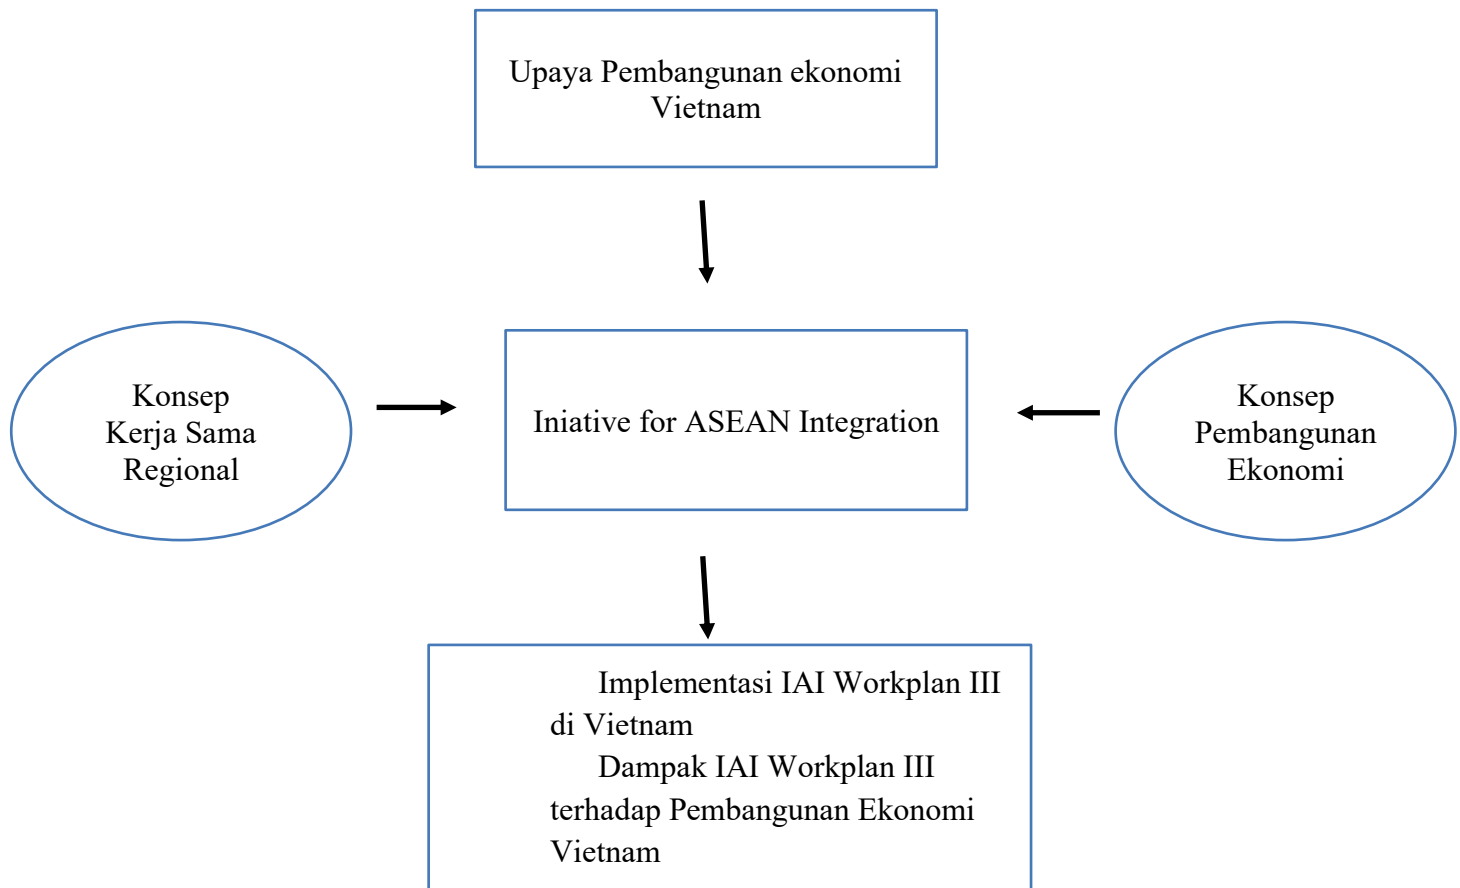 Upaya Pembangunan ekonomi
Vietnam
Konsep
Kerja Sama
Regional
Iniative for ASEAN Integration
Konsep
Pembangunan
Ekonomi
Implementasi IAI Workplan III
di Vietnam
Dampak IAI Workplan III
terhadap Pembangunan Ekonomi
Vietnam